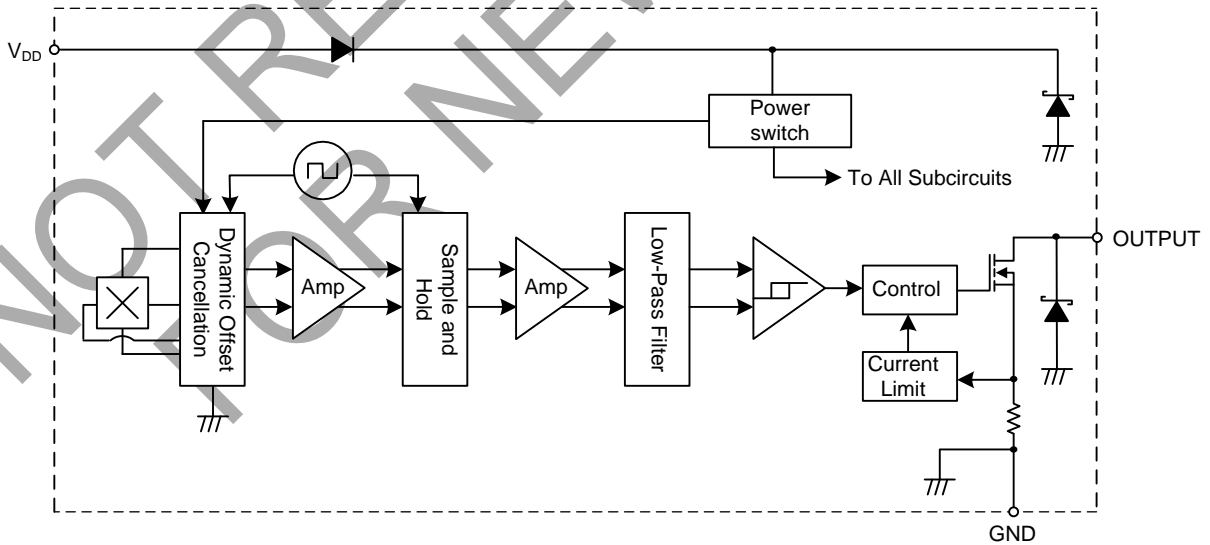 NOT RE
FOR NEW
V_DD
Power
switch
To All Subcircuits
OUTPUT
Dynamic Offset
Cancellation
Amp
Sample and
Hold
Amp
Low-Pass Filter
Control
Current
Limit
GND